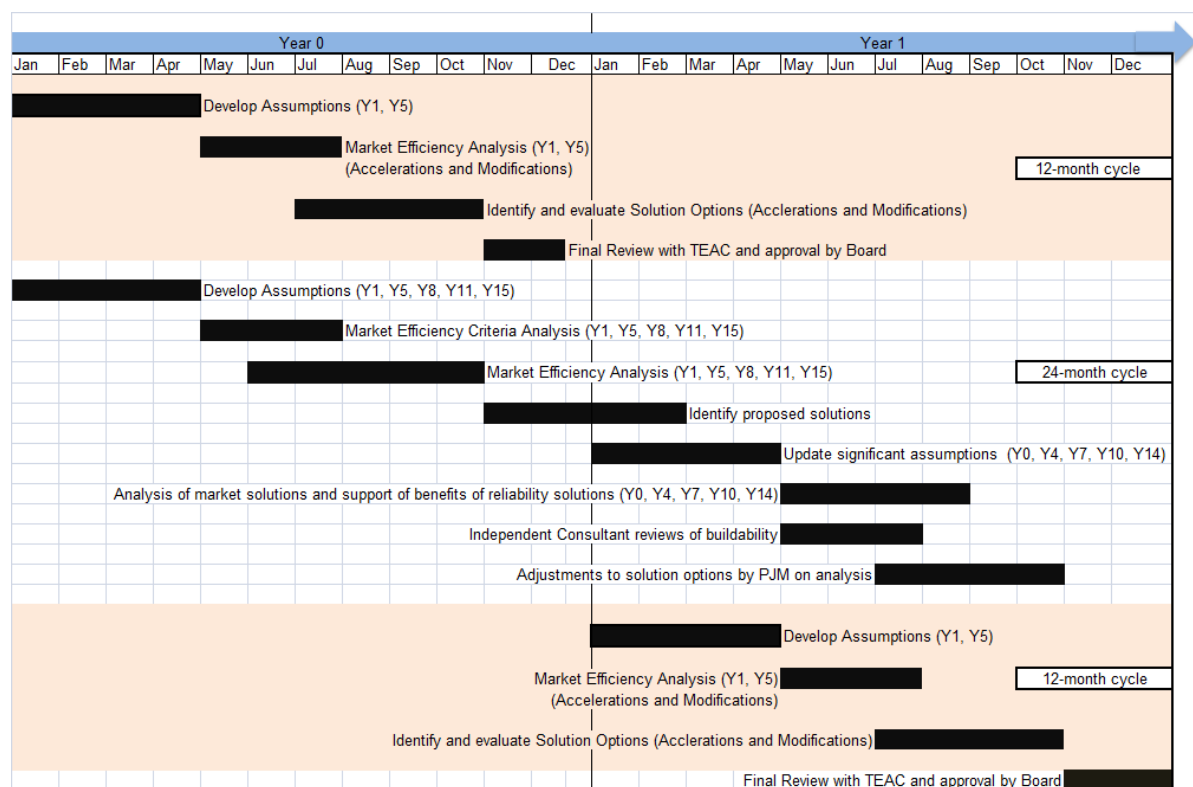 Year 0 Year 1
Jan Feb Mar Apr May Jun Jul Aug Sep Oct Nov Dec Jan Feb Mar Apr May Jun Jul Aug Sep Oct Nov Dec
Develop Assumptions (Y1, Y5)
Market Efficiency Analysis (Y1, Y5)
(Accelerations and Modifications)
12-month cycle
Identify and evaluate Solution Options (Acclerations and Modifications)
Final Review with TEAC and approval by Board
Develop Assumptions (Y1, Y5, Y8, Y11, Y15)
Market Efficiency Criteria Analysis (Y1, Y5, Y8, Y11, Y15)
Market Efficiency Analysis (Y1, Y5, Y8, Y11, Y15) 24-month cycle
Identify proposed solutions
Update significant assumptions (Y0, Y4, Y7, Y10, Y14)
Analysis of market solutions and support of benefits of reliability solutions (Y0, Y4, Y7, Y10, Y14)
Independent Consultant reviews of buildability
Adjustments to solution options by PJM on analysis
Develop Assumptions (Y1, Y5)
Market Efficiency Analysis (Y1, Y5) 12-month cycle
(Accelerations and Modifications)
Identify and evaluate Solution Options (Acclerations and Modifications)
Final Review with TEAC and approval by Board